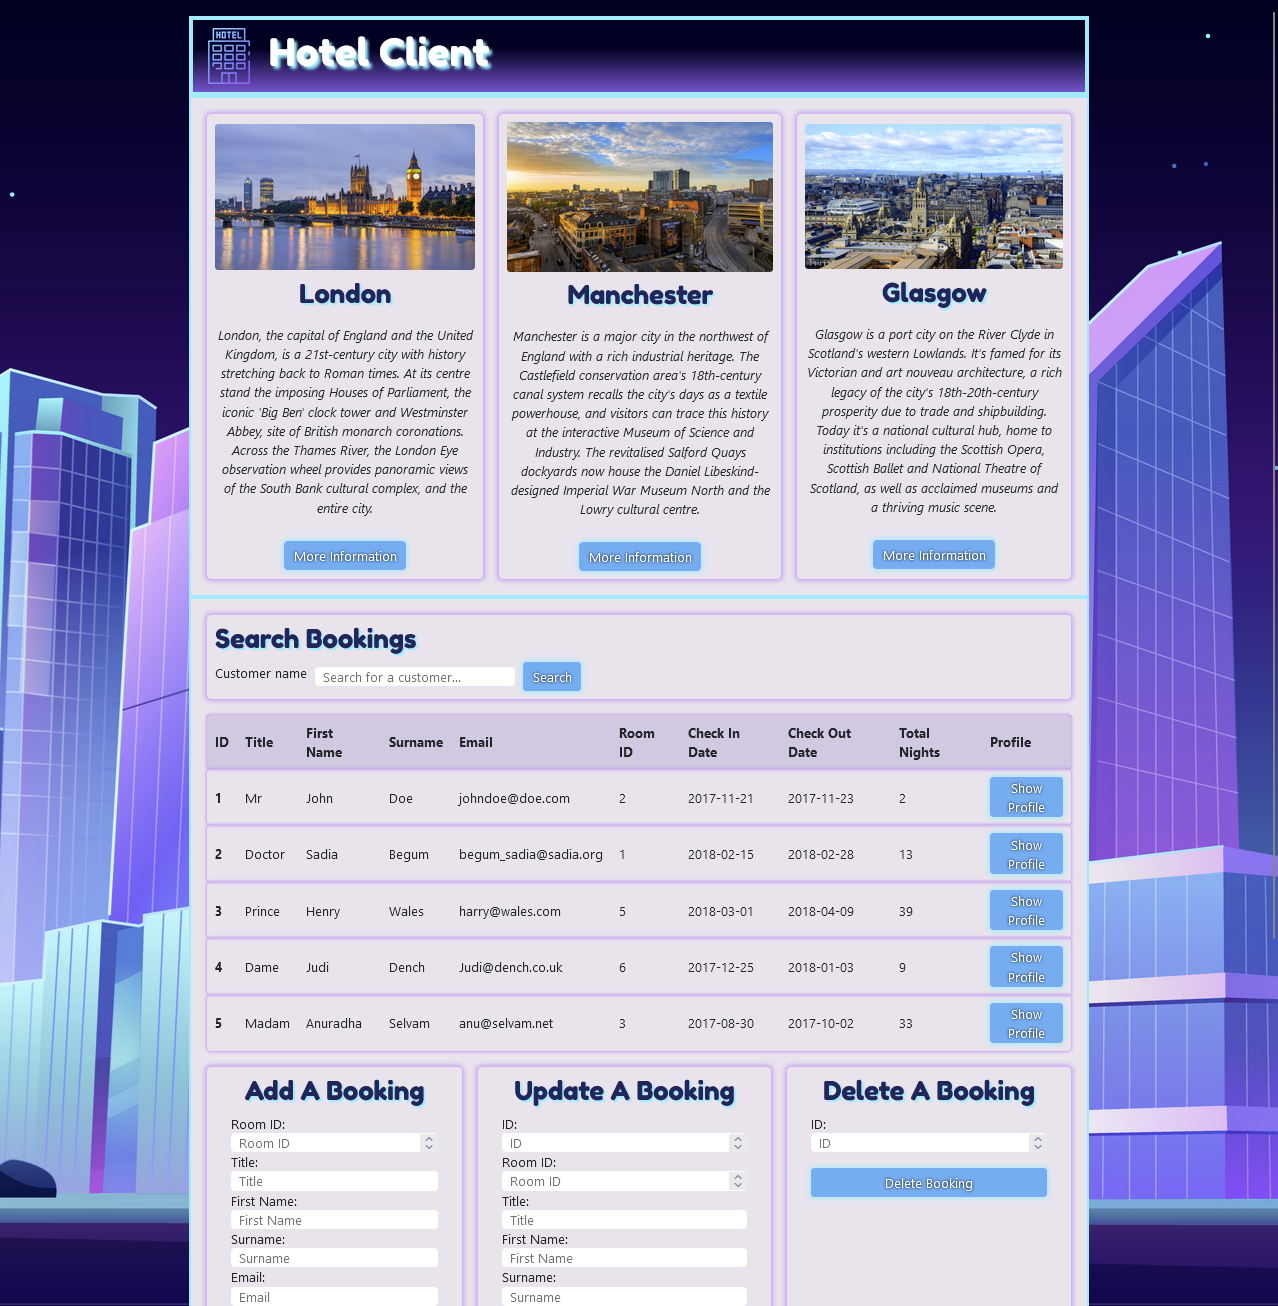 HOTEL
Hotel Client
London
London, the capital of England and the United
Kingdom, is a 21st-century city with history
stretching back to Roman times. At its centre
stand the imposing Houses of Parliament, the
iconic 'Big Ben' clock tower and Westminster
Abbey, site of British monarch coronations.
Across the Thames River, the London Eye
observation wheel provides panoramic views
of the South Bank cultural complex, and the
entire city.
More Information
Manchester
Manchester is a major city in the northwest of
England with a rich industrial heritage. The
Castlefield conservation area's 18th-century
canal system recalls the city's days as a textile
powerhouse, and visitors can trace this history
at the interactive Museum of Science and
Industry. The revitalised Salford Quays
dockyards now house the Daniel Libeskind-
designed Imperial War Museum North and the
Lowry cultural centre.
More Information
Glasgow
Glasgow is a port city on the River Clyde in
Scotland's western Lowlands. It's famed for its
Victorian and art nouveau architecture, a rich
legacy of the city's 18th-20th-century
prosperity due to trade and shipbuilding.
Today it's a national cultural hub, home to
institutions including the Scottish Opera,
Scottish Ballet and National Theatre of
Scotland, as well as acclaimed museums and
a thriving music scene.
More Information
Search Bookings
Customer name Search for a customer... Search
ID Title First Name Surname Email Room ID Check In Date Check Out Date Total Nights Profile
1 Mr John Doe johndoe@doe.com 2 2017-11-21 2017-11-23 2 Show Profile
2 Doctor Sadia Begum begum_sadia@sadia.org 1 2018-02-15 2018-02-28 13 Show Profile
3 Prince Henry Wales harry@wales.com 5 2018-03-01 2018-04-09 39 Show Profile
4 Dame Judi Dench Judi@dench.co.uk 6 2017-12-25 2018-01-03 9 Show Profile
5 Madam Anuradha Selvam anu@selvam.net 3 2017-08-30 2017-10-02 33 Show Profile
Add A Booking
Room ID:
Room ID
Title:
Title
First Name:
First Name
Surname:
Surname
Email:
Email
Update A Booking
ID:
ID
Room ID:
Room ID
Title:
Title
First Name:
First Name
Surname:
Surname
Delete A Booking
ID:
ID
Delete Booking